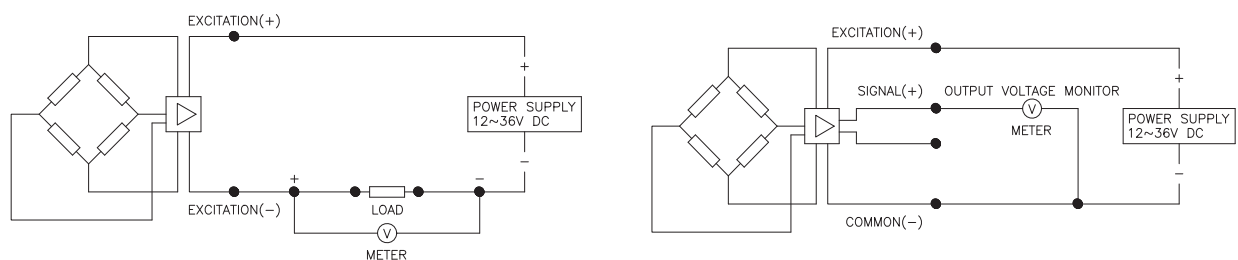 EXCITATION(+)
+
POWER SUPPLY
12~36V DC
−
+
−
EXCITATION(−)
LOAD
V
METER
EXCITATION(+)
+
SIGNAL(+)
OUTPUT VOLTAGE MONITOR
V
METER
POWER SUPPLY
12~36V DC
−
COMMON(−)